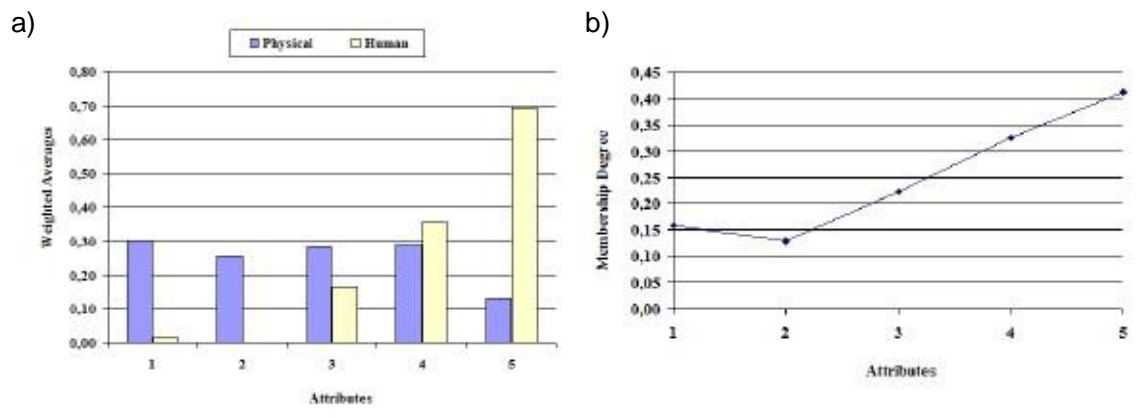 a)
b)
Physical Human
Weighted Averages
0,80
0,70
0,60
0,50
0,40
0,30
0,20
0,10
0,00
1 2 3 4 5
Attributes
Membership Degree
0,45
0,40
0,35
0,30
0,25
0,20
0,15
0,10
0,05
0,00
1 2 3 4 5
Attributes